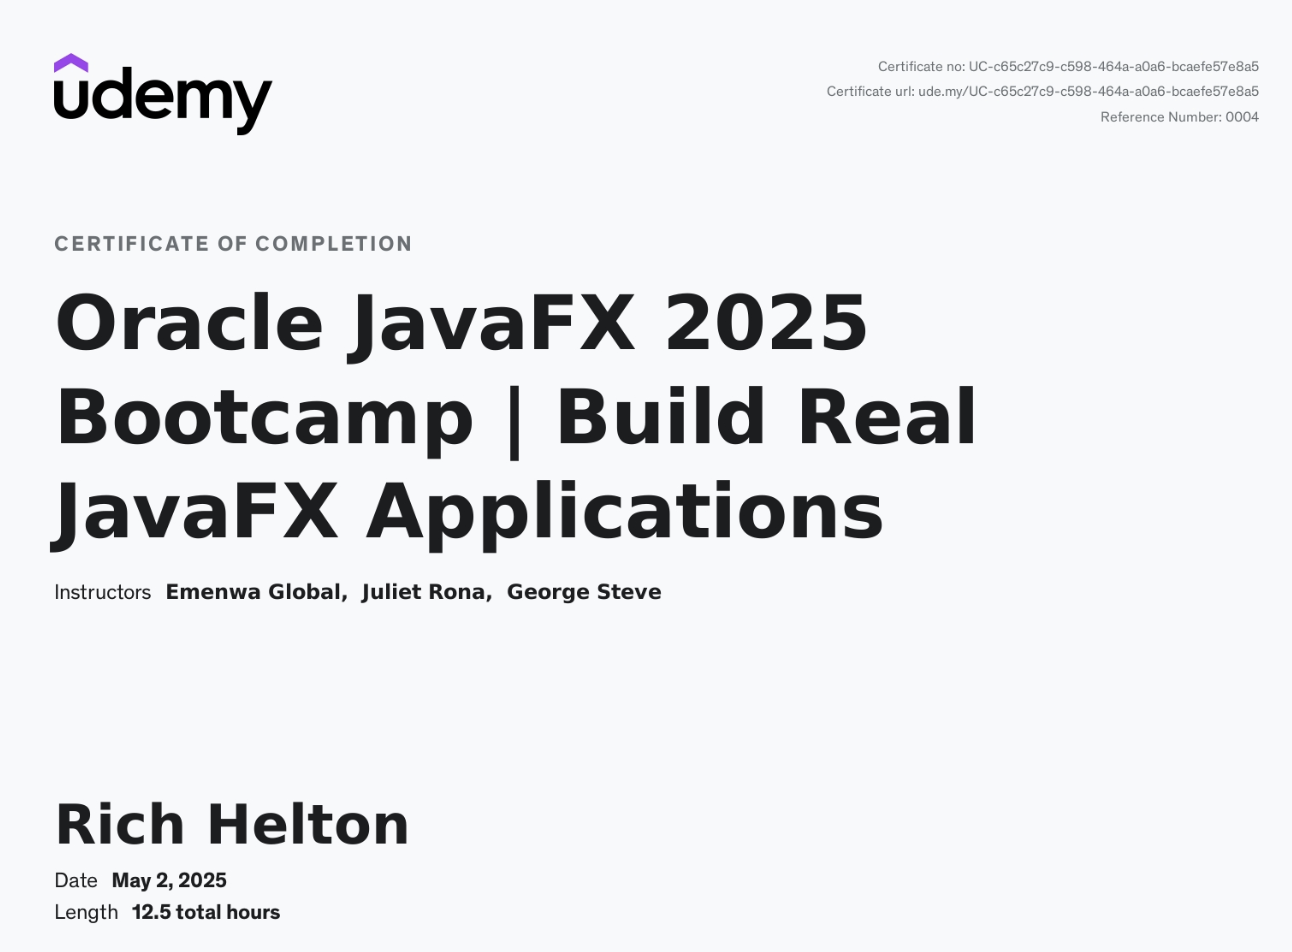 udemy
Certificate no: UC-c65c27c9-c598-464a-a0a6-bcaefe57e8a5
Certificate url: ude.my/UC-c65c27c9-c598-464a-a0a6-bcaefe57e8a5
Reference Number: 0004
CERTIFICATE OF COMPLETION
Oracle JavaFX 2025
Bootcamp | Build Real
JavaFX Applications
Instructors Emenwa Global, Juliet Rona, George Steve
Rich Helton
Date May 2, 2025
Length 12.5 total hours